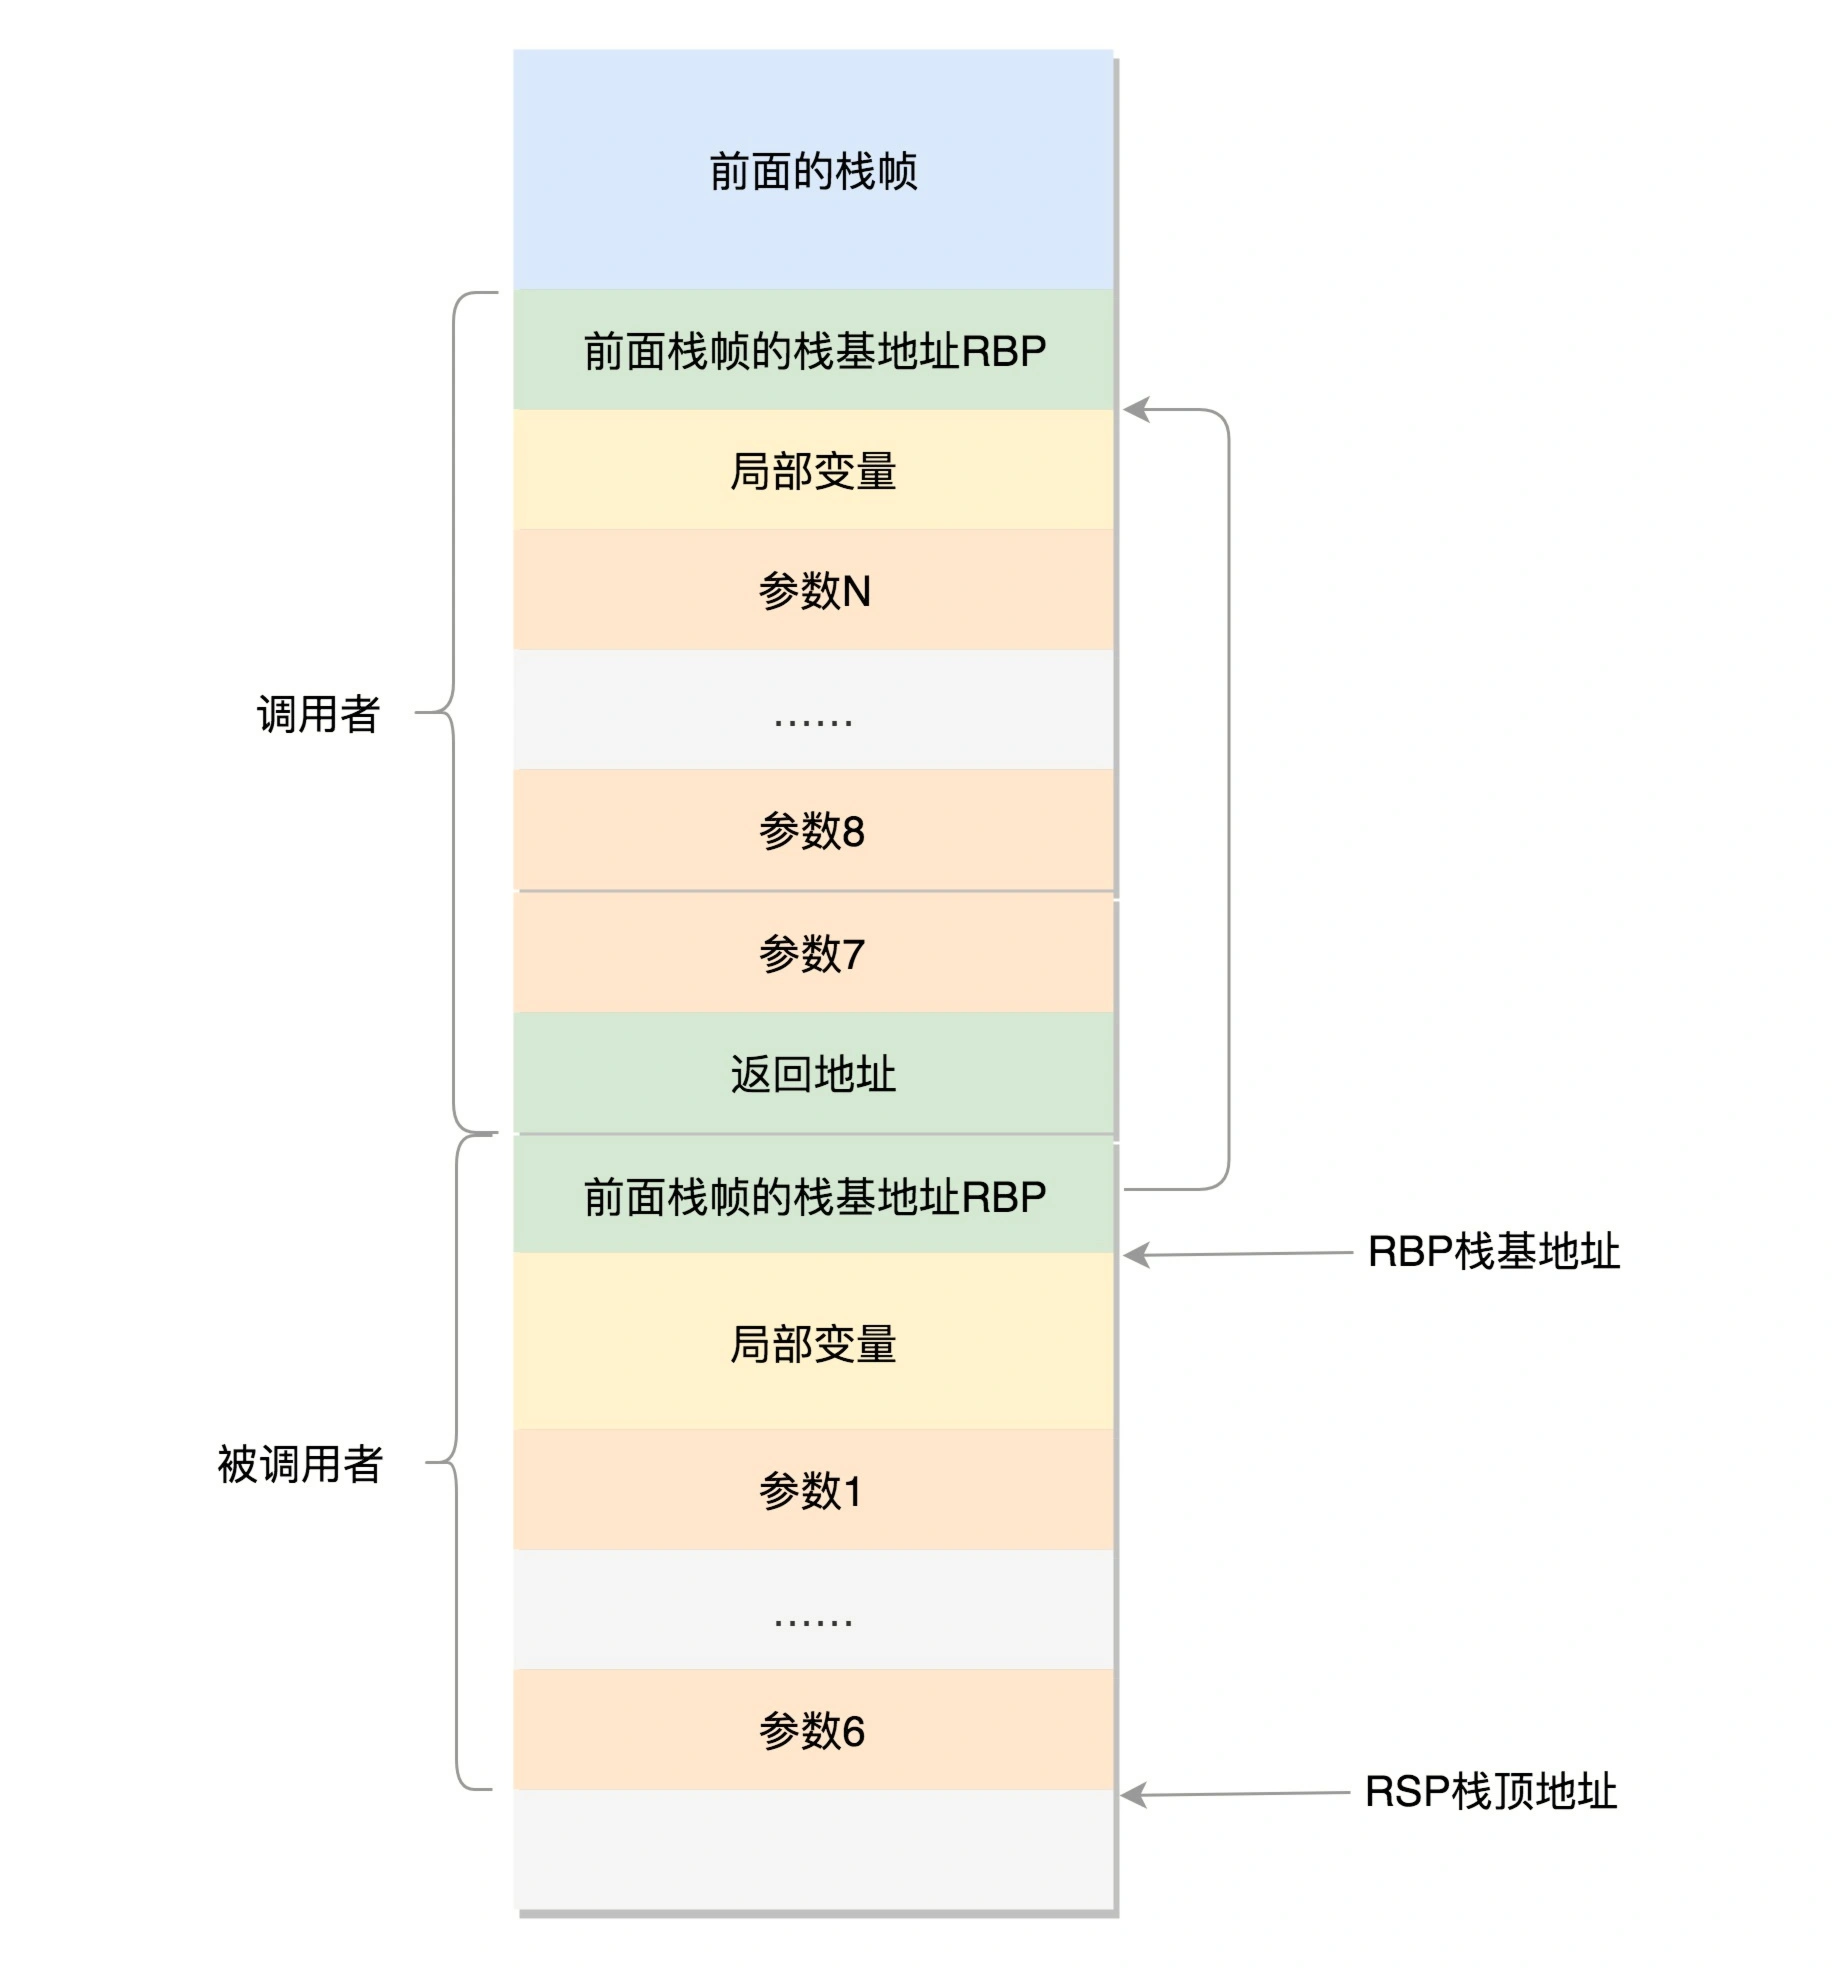 前面的栈帧
前面栈帧的栈基地址RBP
局部变量
参数N
……
调用者
参数8
参数7
返回地址
前面栈帧的栈基地址RBP
RBP栈基地址
局部变量
被调用者
参数1
……
参数6
RSP栈顶地址